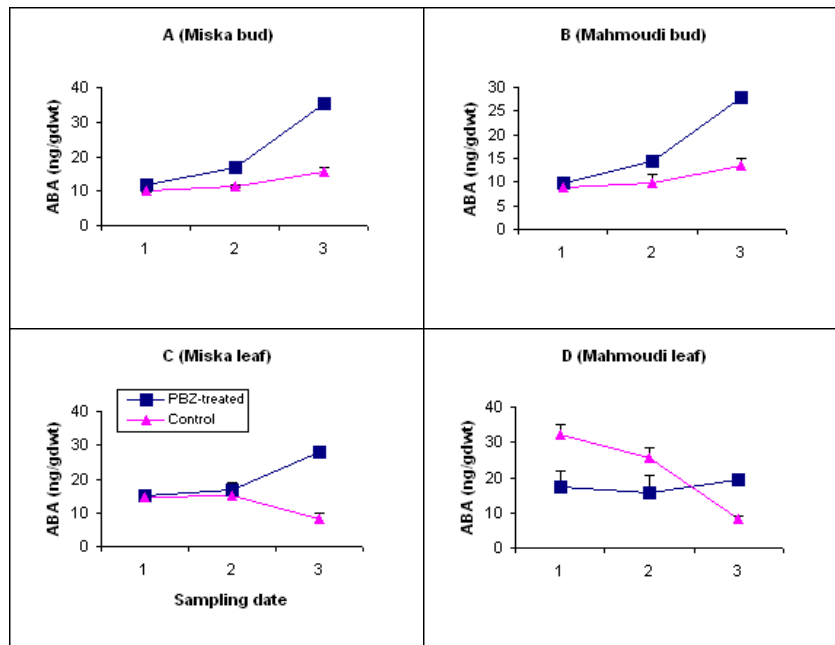 A (Miska bud)
ABA (ng/gdwt)
40
30
20
10
0
1 2 3
B (Mahmoudi bud)
ABA (ng/gdwt)
30
25
20
15
10
5
0
1 2 3
C (Miska leaf)
PBZ-treated
Control
ABA (ng/gdwt)
40
30
20
10
0
1 2 3
Sampling date
D (Mahmoudi leaf)
ABA (ng/gdwt)
40
30
20
10
0
1 2 3